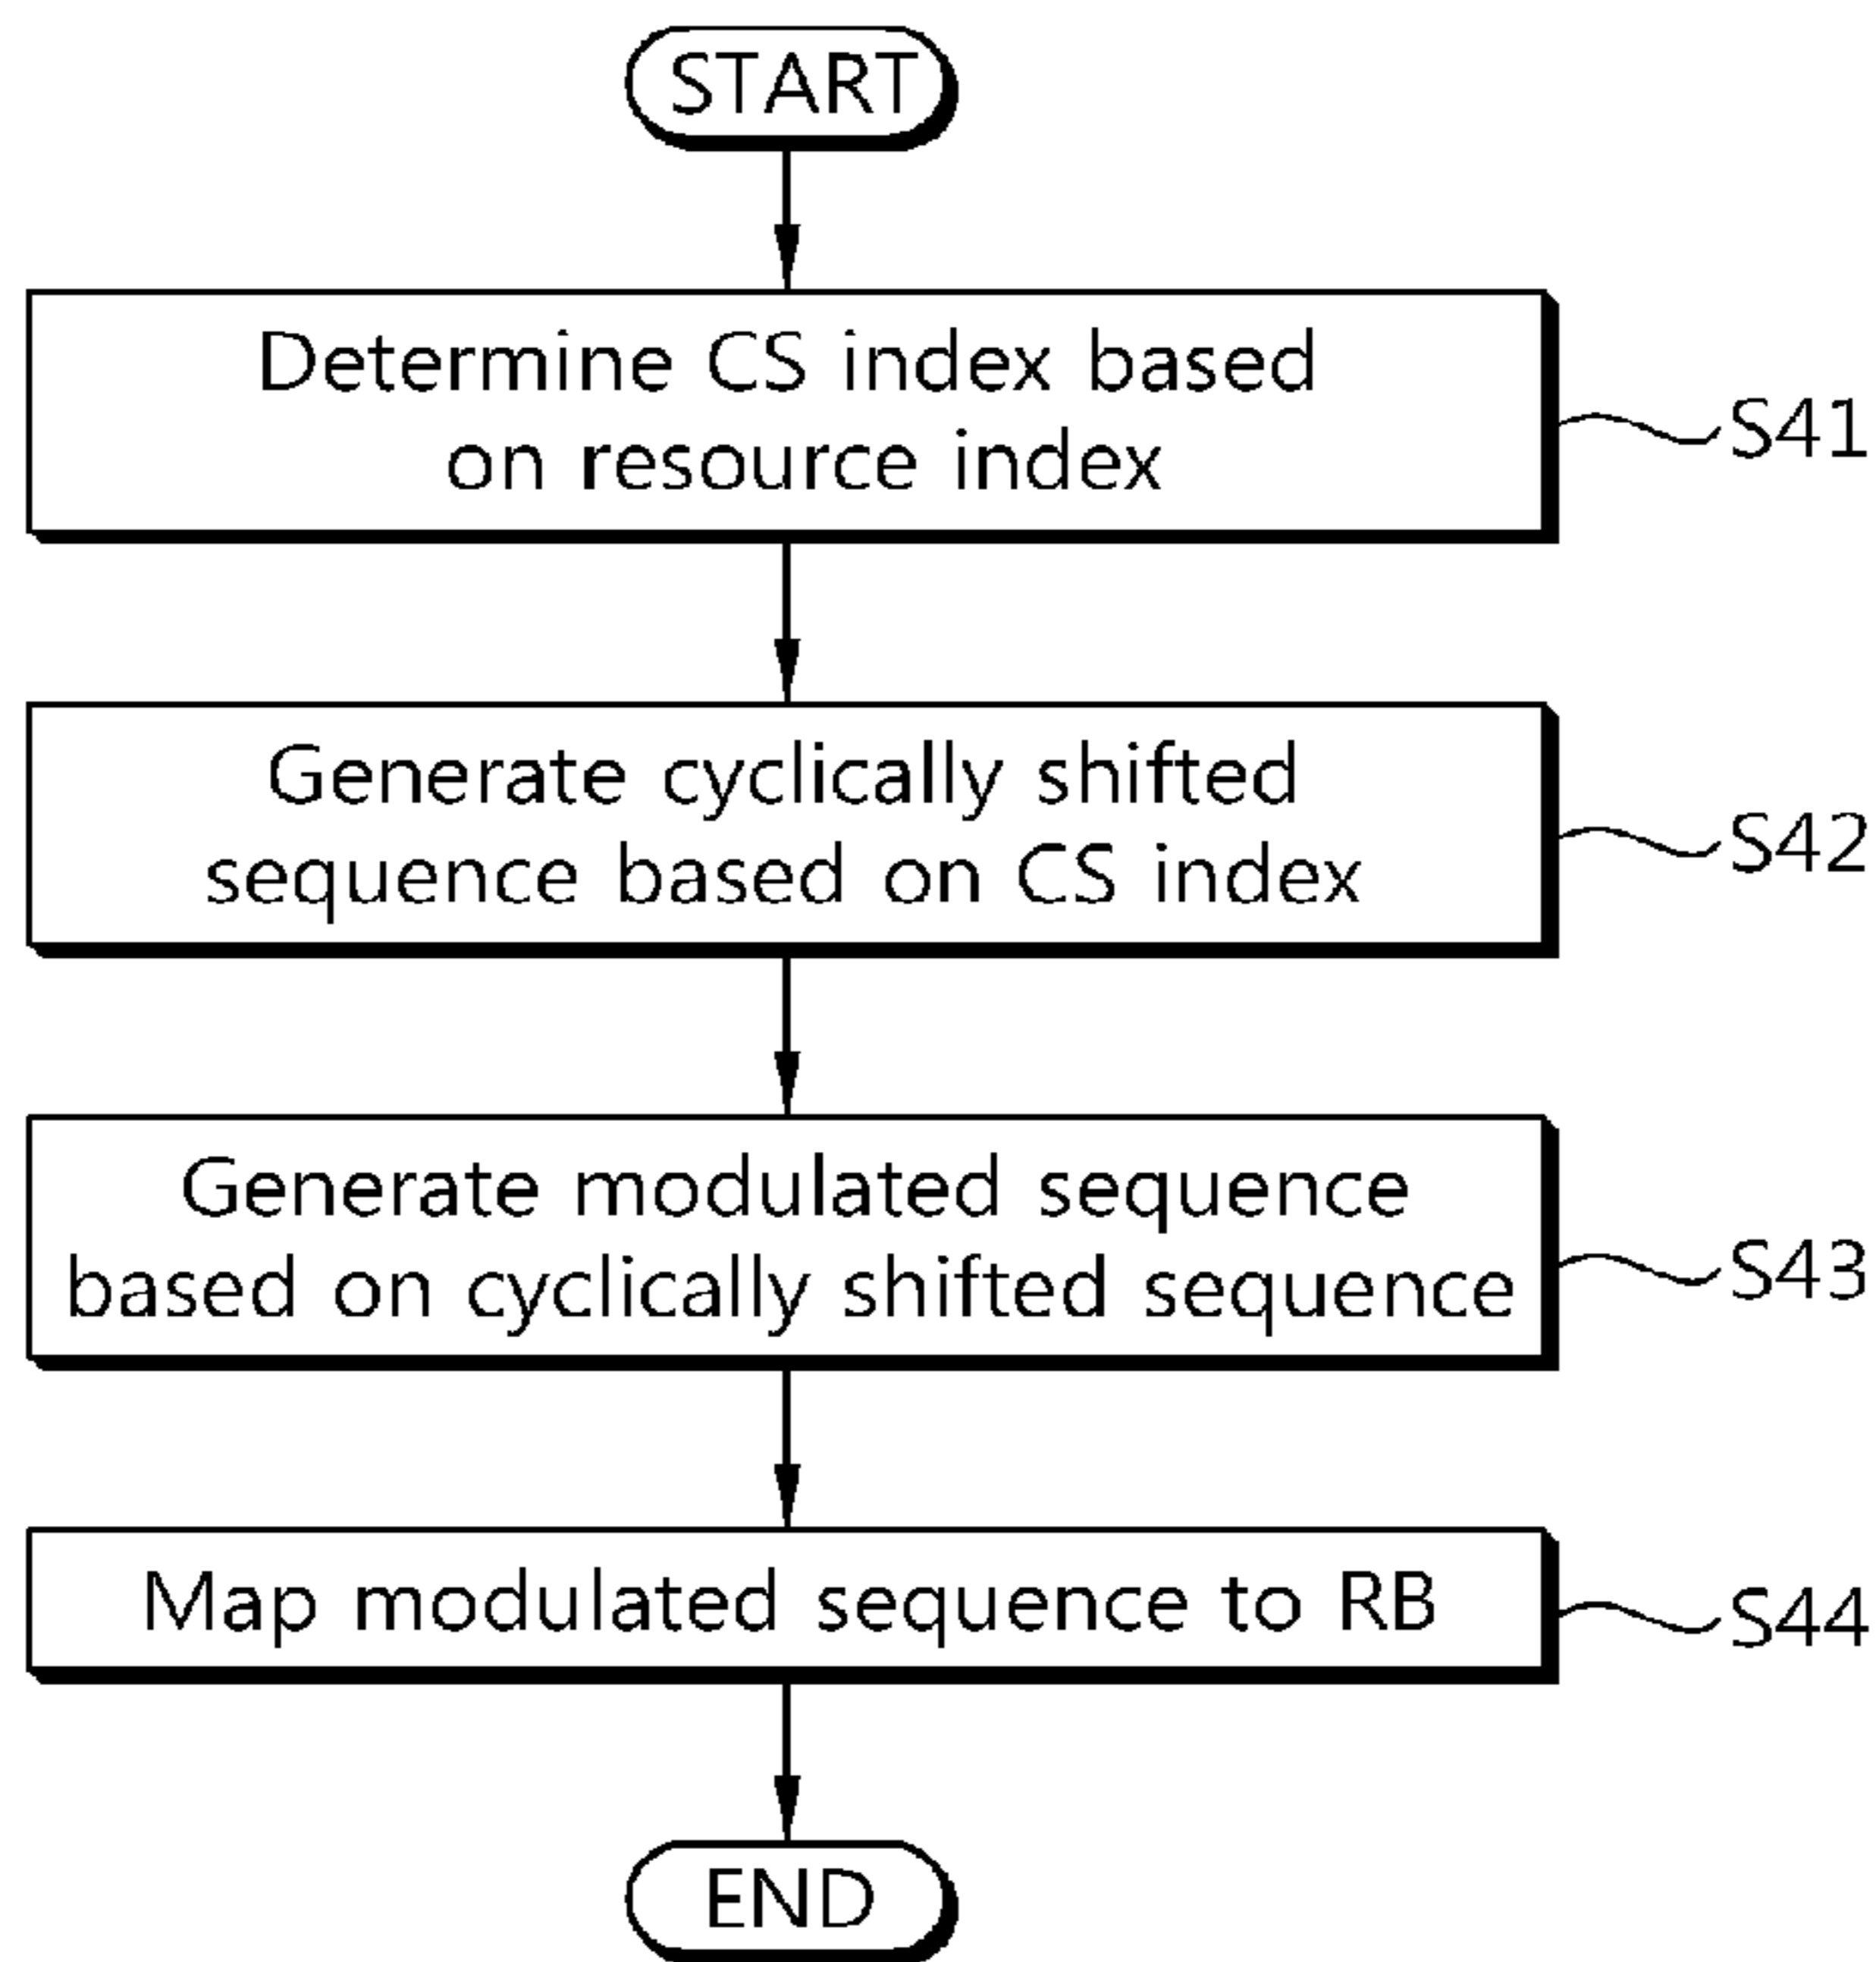 START
Determine CS index based
on resource index
S41
Generate cyclically shifted
sequence based on CS index
S42
Generate modulated sequence
based on cyclically shifted sequence
S43
Map modulated sequence to RB
S44
END